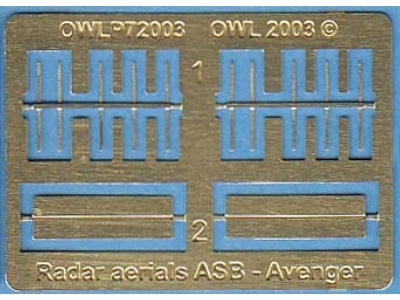 OWLP72003 OWL 2003 ©
1
2
Radar aerials ASB - Avenger